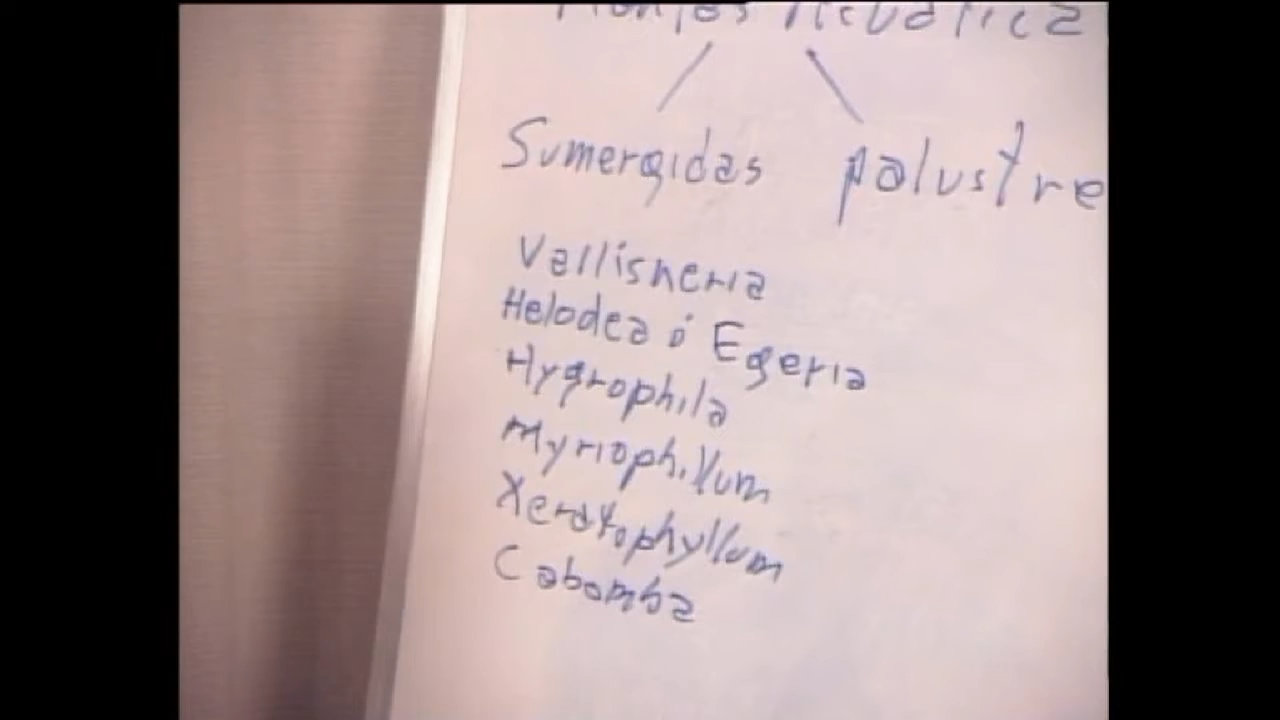 Sumergidas palustre
Vallisneria
Helodea ó Egeria
Hygrophila
Myriophillum
Xeratophyllum
Cabomba